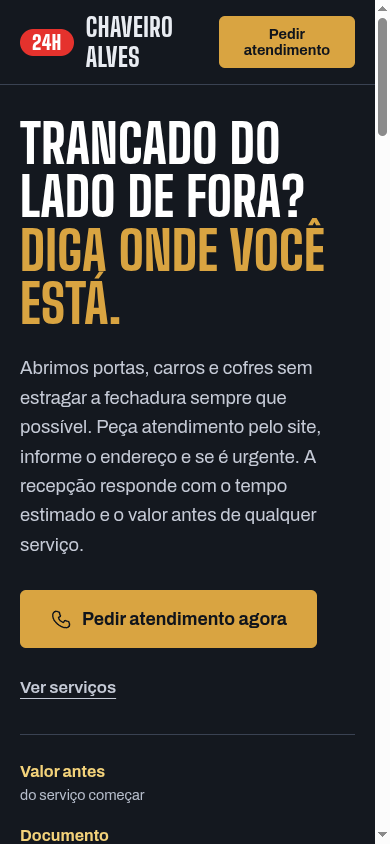 24H
CHAVEIRO
ALVES
Pedir
atendimento
TRANCADO DO
LADO DE FORA?
DIGA ONDE VOCÊ
ESTÁ.
Abrimos portas, carros e cofres sem
estragar a fechadura sempre que
possível. Peça atendimento pelo site,
informe o endereço e se é urgente. A
recepção responde com o tempo
estimado e o valor antes de qualquer
serviço.
Pedir atendimento agora
Ver serviços
Valor antes
do serviço começar
Documento